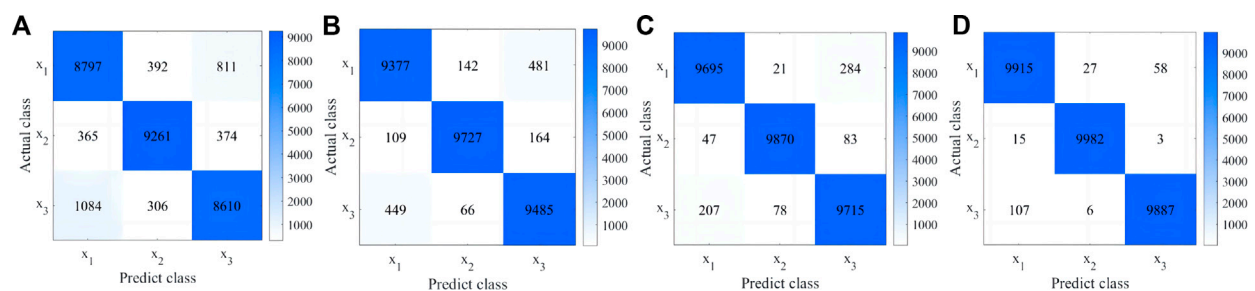 A
Actual class
x1
x2
x3
8797 392 811
365 9261 374
1084 306 8610
x1 x2 x3
Predict class
9000
8000
7000
6000
5000
4000
3000
2000
1000
B
Actual class
x1
x2
x3
9377 142 481
109 9727 164
449 66 9485
x1 x2 x3
Predict class
9000
8000
7000
6000
5000
4000
3000
2000
1000
C
Actual class
x1
x2
x3
9695 21 284
47 9870 83
207 78 9715
x1 x2 x3
Predict class
9000
8000
7000
6000
5000
4000
3000
2000
1000
D
Actual class
x1
x2
x3
9915 27 58
15 9982 3
107 6 9887
x1 x2 x3
Predict class
9000
8000
7000
6000
5000
4000
3000
2000
1000